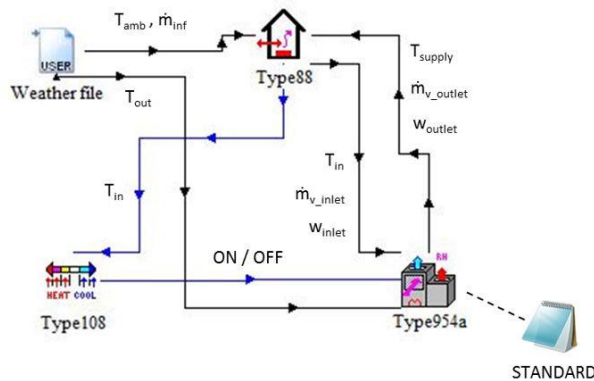 T_amb , ṁ_inf
USER
Weather file
Type88
T_supply
ṁ_v_outlet
w_outlet
T_out
T_in
T_in
ṁ_v_inlet
w_inlet
ON / OFF
HEAT COOL
Type108
RH
Type954a
STANDARD